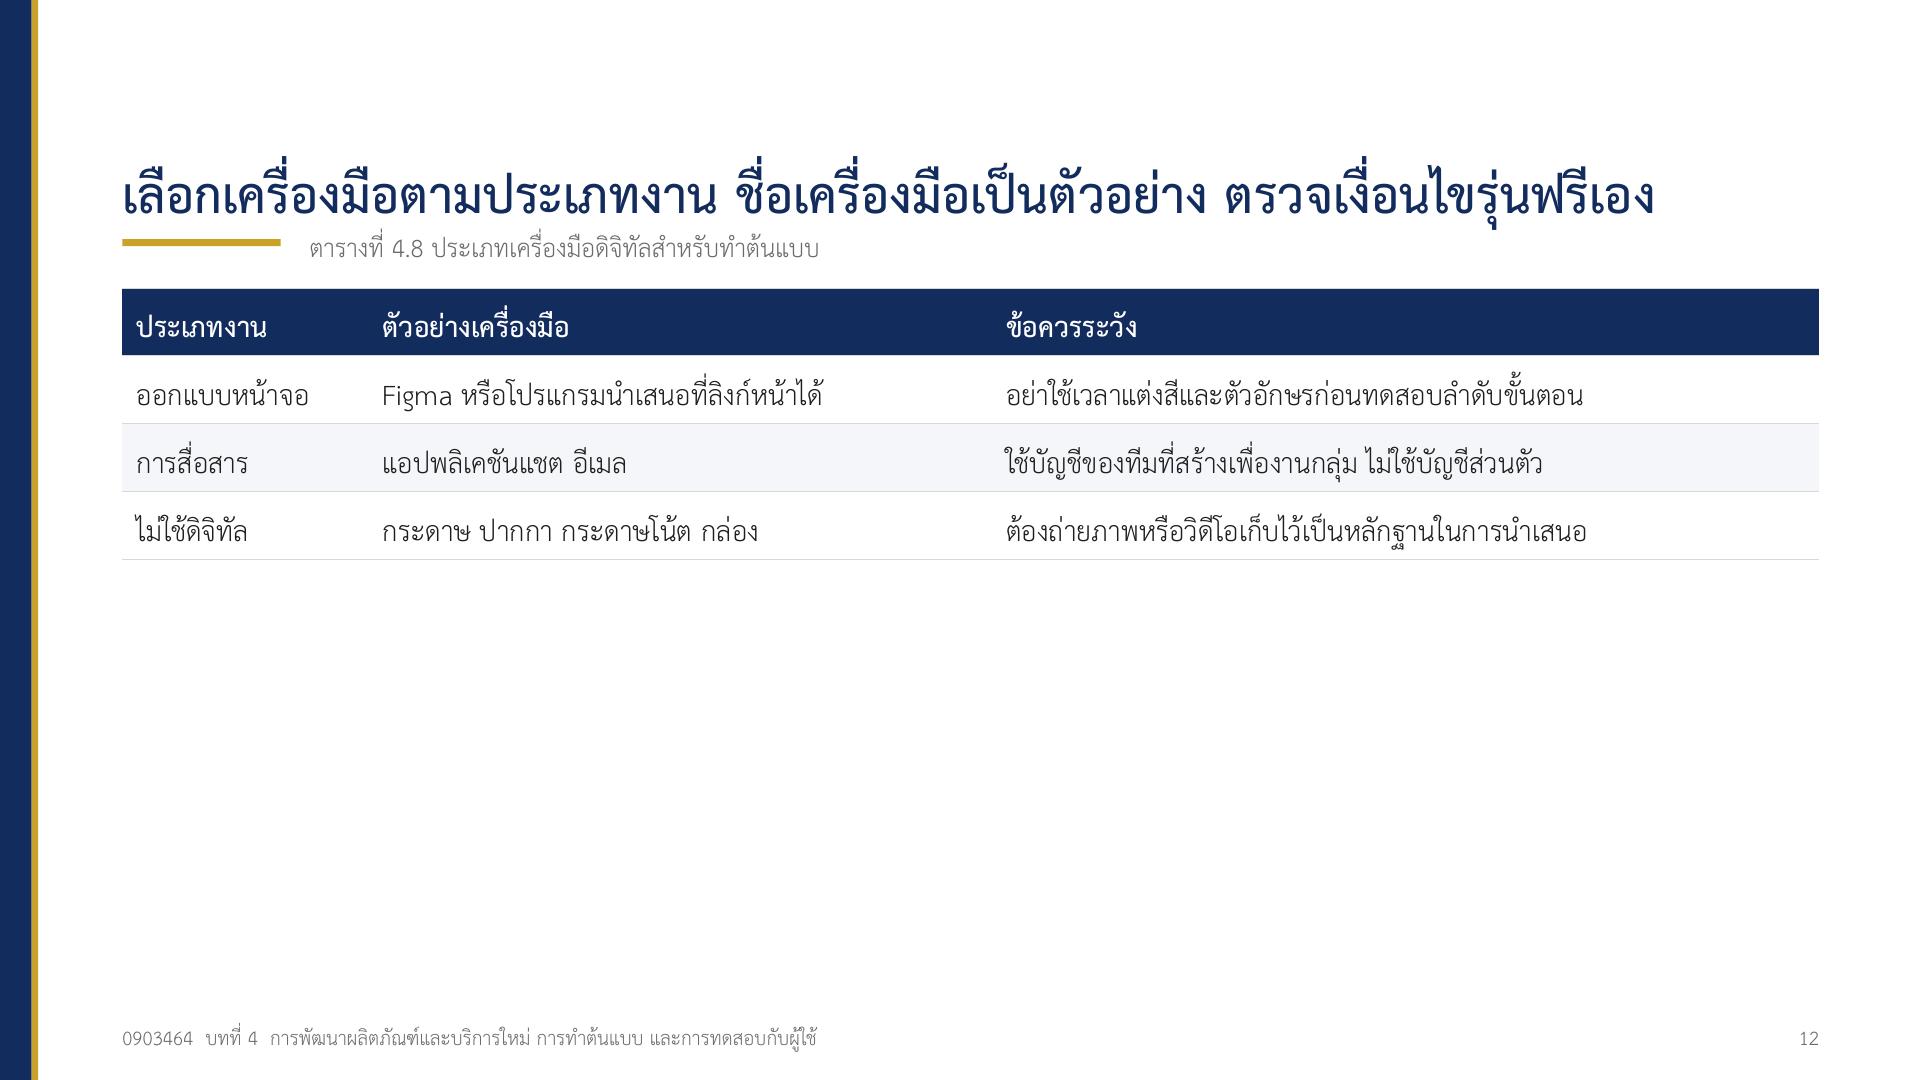 เลือกเครื่องมือตามประเภทงาน ชื่อเครื่องมือเป็นตัวอย่าง ตรวจเงื่อนไขรุ่นฟรีเอง
ตารางที่ 4.8 ประเภทเครื่องมือดิจิทัลสำหรับทำต้นแบบ
ประเภทงาน ตัวอย่างเครื่องมือ ข้อควรระวัง
ออกแบบหน้าจอ Figma หรือโปรแกรมนำเสนอที่ลิงก์หน้าได้ อย่าใช้เวลาแต่งสีและตัวอักษรก่อนทดสอบลำดับขั้นตอน
การสื่อสาร แอปพลิเคชันแชต อีเมล ใช้บัญชีของทีมที่สร้างเพื่องานกลุ่ม ไม่ใช้บัญชีส่วนตัว
ไม่ใช้ดิจิทัล กระดาษ ปากกา กระดาษโน้ต กล่อง ต้องถ่ายภาพหรือวิดีโอเก็บไว้เป็นหลักฐานในการนำเสนอ
0903464 บทที่ 4 การพัฒนาผลิตภัณฑ์และบริการใหม่ การทำต้นแบบ และการทดสอบกับผู้ใช้ 12